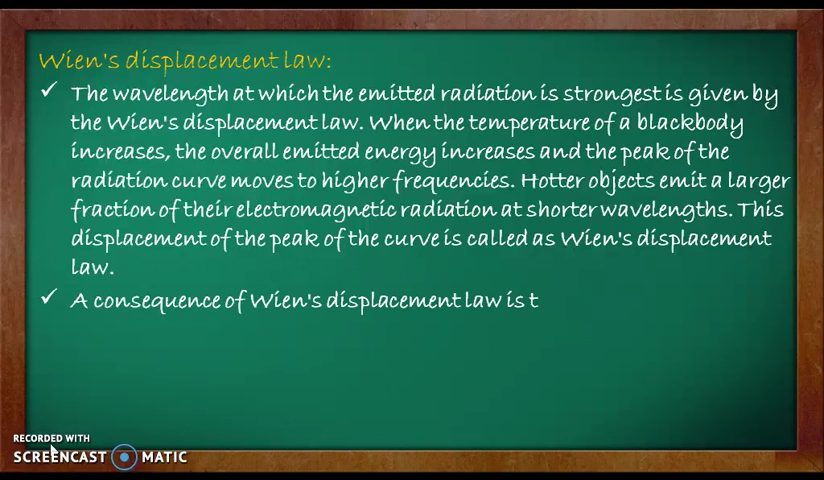 Wien's displacement law:
✓ The wavelength at which the emitted radiation is strongest is given by
the Wien's displacement law. When the temperature of a blackbody
increases, the overall emitted energy increases and the peak of the
radiation curve moves to higher frequencies. Hotter objects emit a larger
fraction of their electromagnetic radiation at shorter wavelengths. This
displacement of the peak of the curve is called as Wien's displacement
law.
✓ A consequence of Wien's displacement law is t
RECORDED WITH
SCREENCAST MATIC